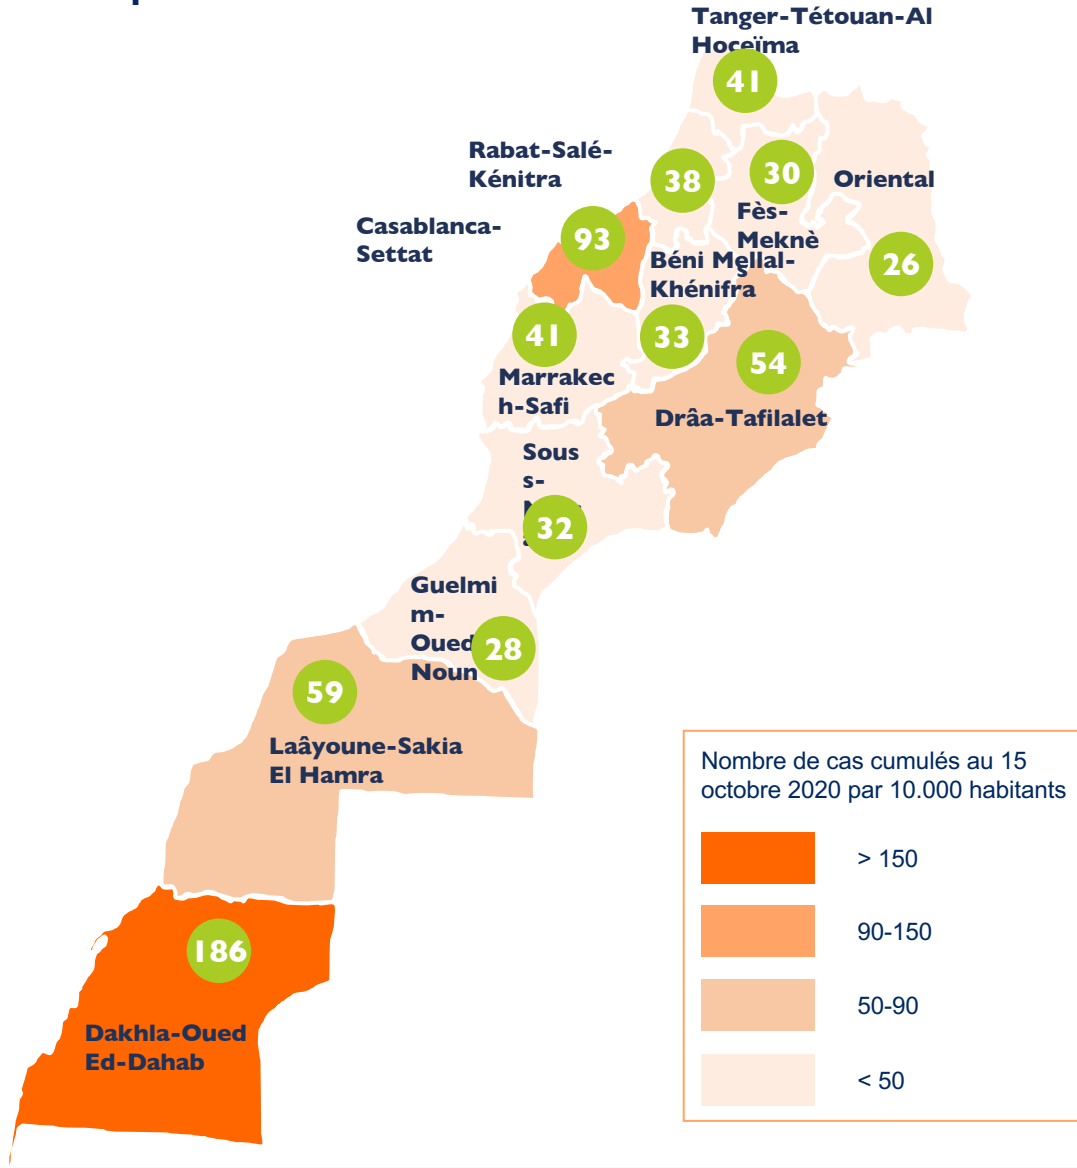 Tanger-Tétouan-Al
Hoceïma
41
Rabat-Salé-
Kénitra
38
30
Oriental
Fès-
Meknè
Casablanca-
Settat
93
26
Béni Mellal-
Khénifra
41
33
54
Marrakec
h-Safi
Drâa-Tafilalet
Sous
s-
32
Guelmi
m-
Oued
Noun
28
59
Laâyoune-Sakia
El Hamra
186
Dakhla-Oued
Ed-Dahab
Nombre de cas cumulés au 15
octobre 2020 par 10.000 habitants
> 150
90-150
50-90
< 50